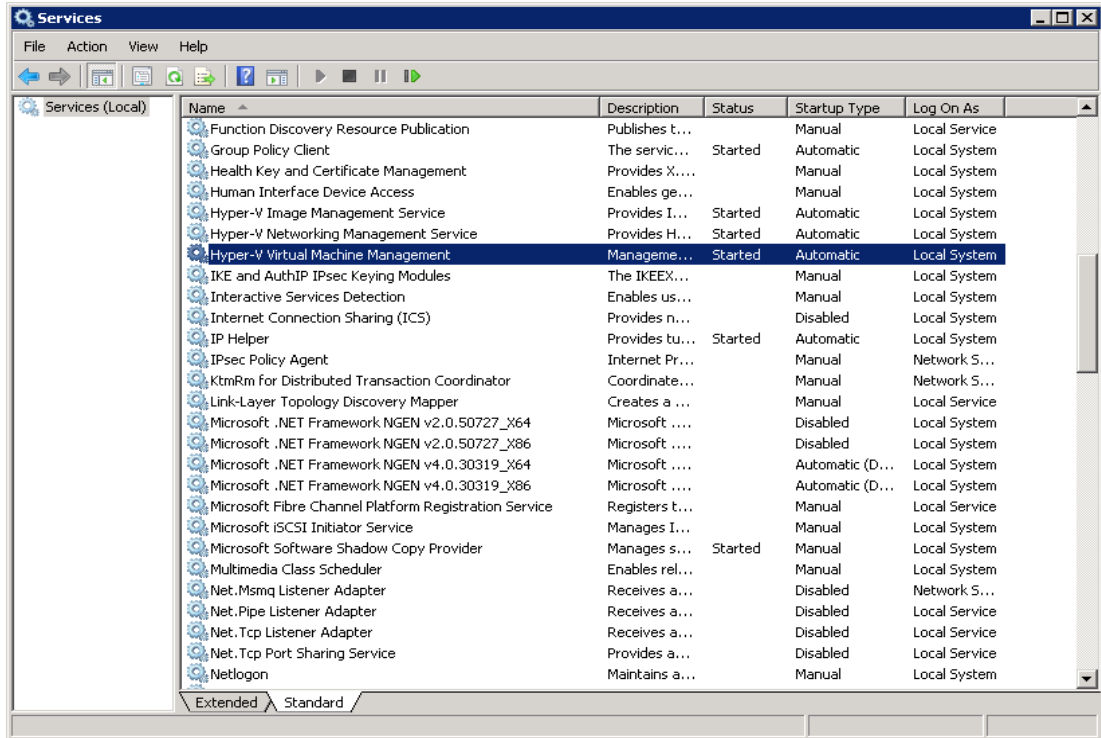 Services
File Action View Help
Services (Local)
Name Description Status Startup Type Log On As
Function Discovery Resource Publication Publishes t... Manual Local Service
Group Policy Client The servic... Started Automatic Local System
Health Key and Certificate Management Provides X.... Manual Local System
Human Interface Device Access Enables ge... Manual Local System
Hyper-V Image Management Service Provides I... Started Automatic Local System
Hyper-V Networking Management Service Provides H... Started Automatic Local System
Hyper-V Virtual Machine Management Manageme... Started Automatic Local System
IKE and AuthIP IPsec Keying Modules The IKEEX... Manual Local System
Interactive Services Detection Enables us... Manual Local System
Internet Connection Sharing (ICS) Provides n... Disabled Local System
IP Helper Provides tu... Started Automatic Local System
IPsec Policy Agent Internet Pr... Manual Network S...
KtmRm for Distributed Transaction Coordinator Coordinate... Manual Network S...
Link-Layer Topology Discovery Mapper Creates a ... Manual Local Service
Microsoft .NET Framework NGEN v2.0.50727_X64 Microsoft .... Disabled Local System
Microsoft .NET Framework NGEN v2.0.50727_X86 Microsoft .... Disabled Local System
Microsoft .NET Framework NGEN v4.0.30319_X64 Microsoft .... Automatic (D... Local System
Microsoft .NET Framework NGEN v4.0.30319_X86 Microsoft .... Automatic (D... Local System
Microsoft Fibre Channel Platform Registration Service Registers t... Manual Local Service
Microsoft iSCSI Initiator Service Manages I... Manual Local System
Microsoft Software Shadow Copy Provider Manages s... Started Manual Local System
Multimedia Class Scheduler Enables rel... Manual Local System
Net.Msmq Listener Adapter Receives a... Disabled Network S...
Net.Pipe Listener Adapter Receives a... Disabled Local Service
Net.Tcp Listener Adapter Receives a... Disabled Local Service
Net.Tcp Port Sharing Service Provides a... Disabled Local Service
Netlogon Maintains a... Manual Local System
Extended Standard